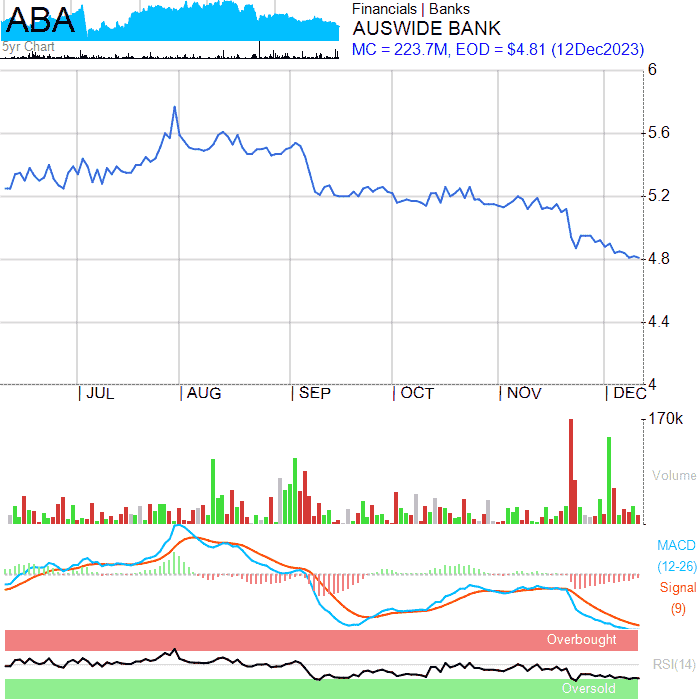 ABA
5yr Chart
Financials | Banks
AUSWIDE BANK
MC = 223.7M, EOD = $4.81 (12Dec2023)
6
5.6
5.2
4.8
4.4
4
| JUL | AUG | SEP | OCT | NOV | DEC
170k
Volume
MACD
(12-26)
Signal
(9)
Overbought
RSI(14)
Oversold